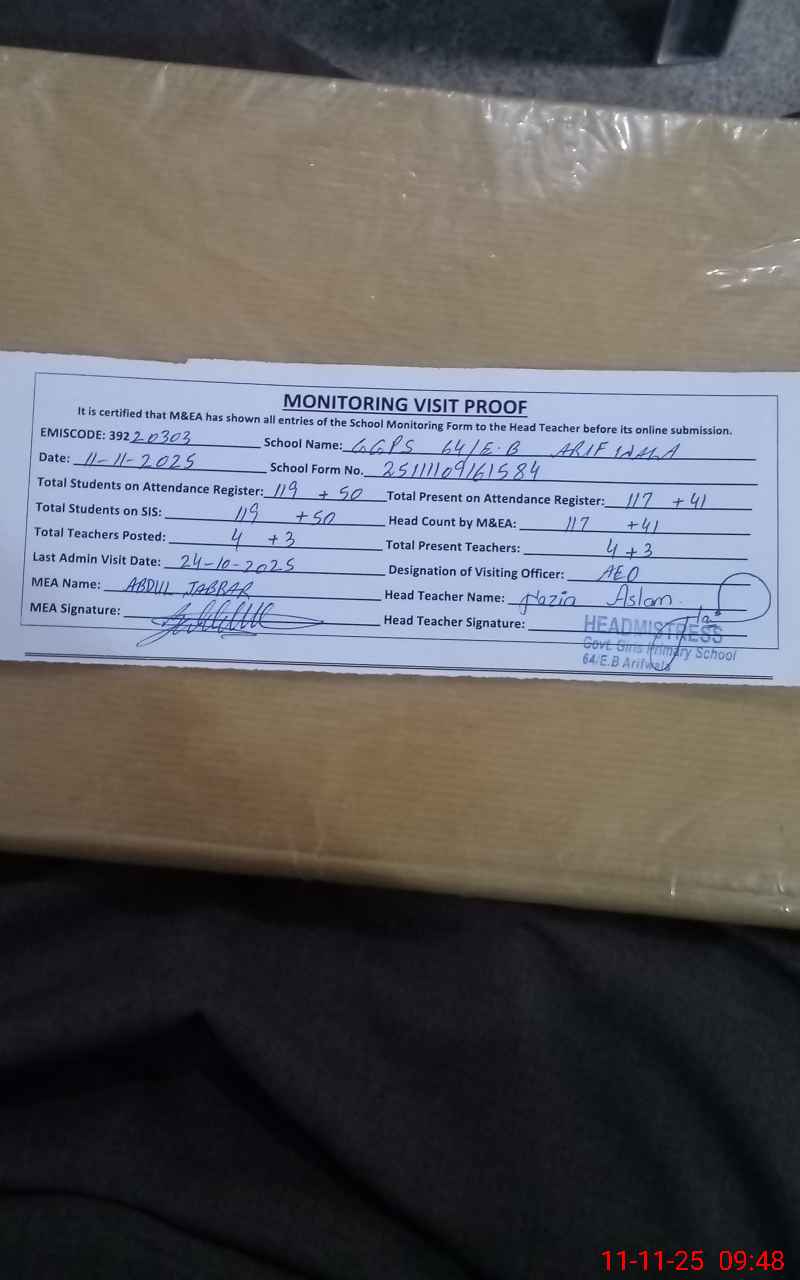 MONITORING VISIT PROOF
It is certified that M&EA has shown all entries of the School Monitoring Form to the Head Teacher before its online submission.
EMISCODE: 39220303 School Name: GGPS 64/E.B ARIFWALA
Date: 11-11-2025 School Form No. 25111109161584
Total Students on Attendance Register: 119 + 50 Total Present on Attendance Register: 117 + 41
Total Students on SIS: 119 + 50 Head Count by M&EA: 117 + 41
Total Teachers Posted: 4 + 3 Total Present Teachers: 4 + 3
Last Admin Visit Date: 24-10-2025 Designation of Visiting Officer: AEO
MEA Name: ABDUL JABBAR Head Teacher Name: Nazia Aslam
MEA Signature: Head Teacher Signature:
HEADMISTRESS
Govt. Girls Primary School
64/E.B Arifwala
11-11-25 09:48